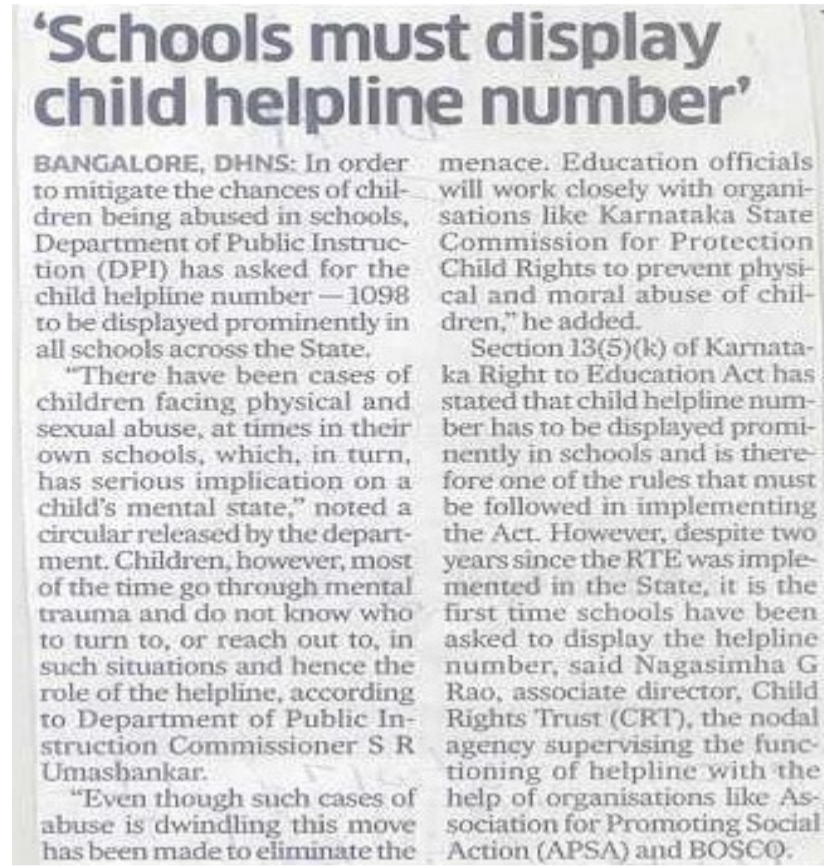 ‘Schools must display
child helpline number’
BANGALORE, DHNS: In order
to mitigate the chances of chil-
dren being abused in schools,
Department of Public Instruc-
tion (DPI) has asked for the
child helpline number — 1098
to be displayed prominently in
all schools across the State.
“There have been cases of
children facing physical and
sexual abuse, at times in their
own schools, which, in turn,
has serious implication on a
child’s mental state,” noted a
circular released by the depart-
ment. Children, however, most
of the time go through mental
trauma and do not know who
to turn to, or reach out to, in
such situations and hence the
role of the helpline, according
to Department of Public In-
struction Commissioner S R
Umashankar.
“Even though such cases of
abuse is dwindling this move
has been made to eliminate the
menace. Education officials
will work closely with organi-
sations like Karnataka State
Commission for Protection
Child Rights to prevent physi-
cal and moral abuse of chil-
dren,” he added.
Section 13(5)(k) of Karnata-
ka Right to Education Act has
stated that child helpline num-
ber has to be displayed promi-
nently in schools and is there-
fore one of the rules that must
be followed in implementing
the Act. However, despite two
years since the RTE was imple-
mented in the State, it is the
first time schools have been
asked to display the helpline
number, said Nagasimha G
Rao, associate director, Child
Rights Trust (CRT), the nodal
agency supervising the func-
tioning of helpline with the
help of organisations like As-
sociation for Promoting Social
Action (APSA) and BOSCO.